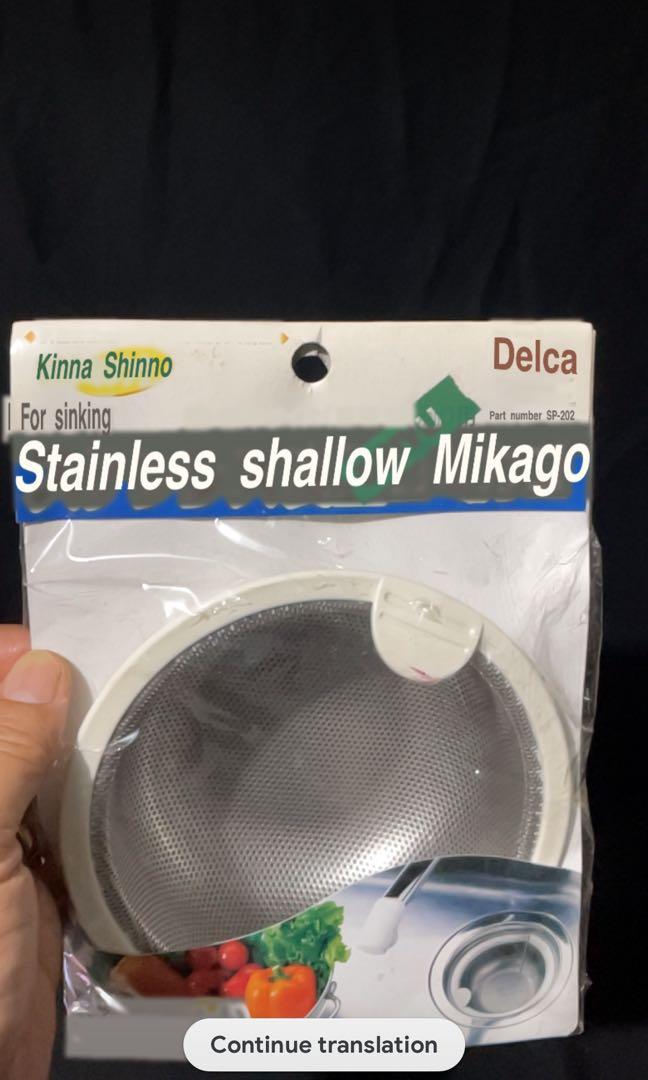 Kinna Shinno
Delca
For sinking
Part number SP-202
Stainless shallow Mikago
Continue translation